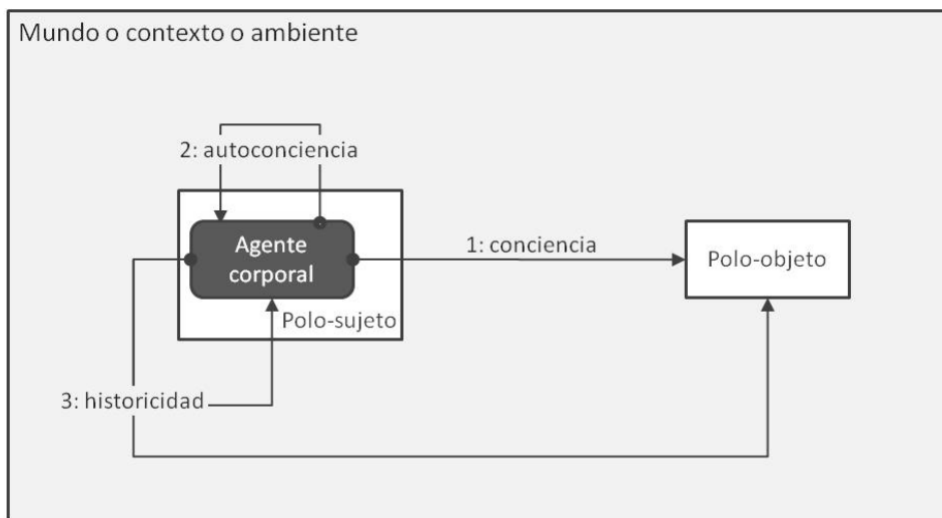 Mundo o contexto o ambiente
2: autoconciencia
Agente
corporal
1: conciencia
Polo-objeto
Polo-sujeto
3: historicidad